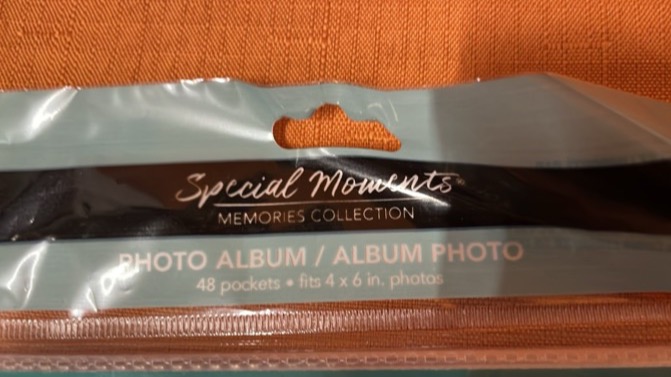 Special Moments
MEMORIES COLLECTION
PHOTO ALBUM / ALBUM PHOTO
48 pockets • fits 4 x 6 in. photos